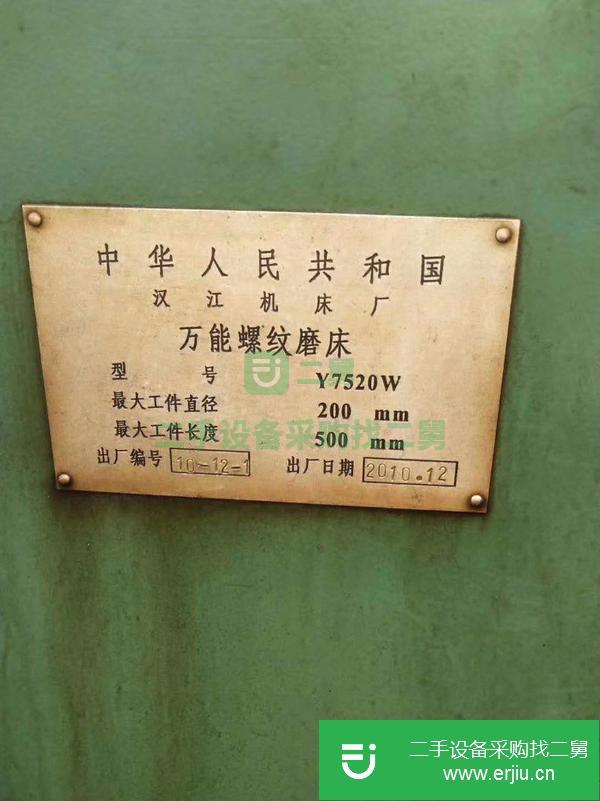 中华人民共和国
汉江机床厂
万能螺纹磨床
型号 Y7520W
最大工件直径 200 mm
最大工件长度 500 mm
出厂编号 10-12-1 出厂日期 2010.12
二舅
二手设备采购找二舅
二手设备采购找二舅
www.erjiu.cn